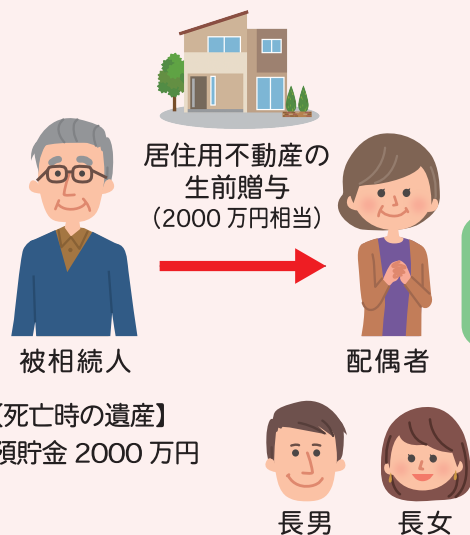 居住用不動産の
生前贈与
（2000 万円相当）
被相続人
配偶者
【死亡時の遺産】
預貯金 2000 万円
長男
長女